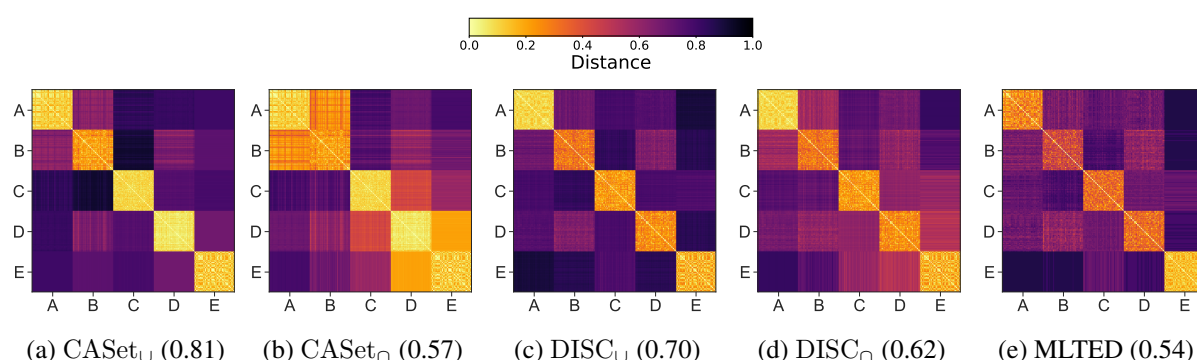 0.0 0.2 0.4 0.6 0.8 1.0
Distance
A A A A A
B B B B B
C C C C C
D D D D D
E E E E E
A B C D E A B C D E A B C D E A B C D E A B C D E
(a) CASet∪ (0.81) (b) CASet∩ (0.57) (c) DISC∪ (0.70) (d) DISC∩ (0.62) (e) MLTED (0.54)